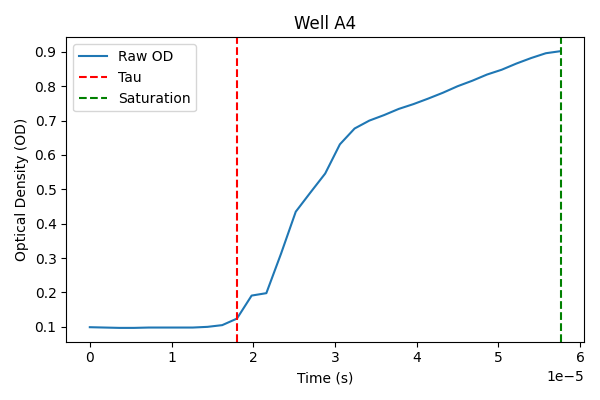 Well A4
Raw OD
Tau
Saturation
Optical Density (OD)
0.9
0.8
0.7
0.6
0.5
0.4
0.3
0.2
0.1
0 1 2 3 4 5 6
1e−5
Time (s)